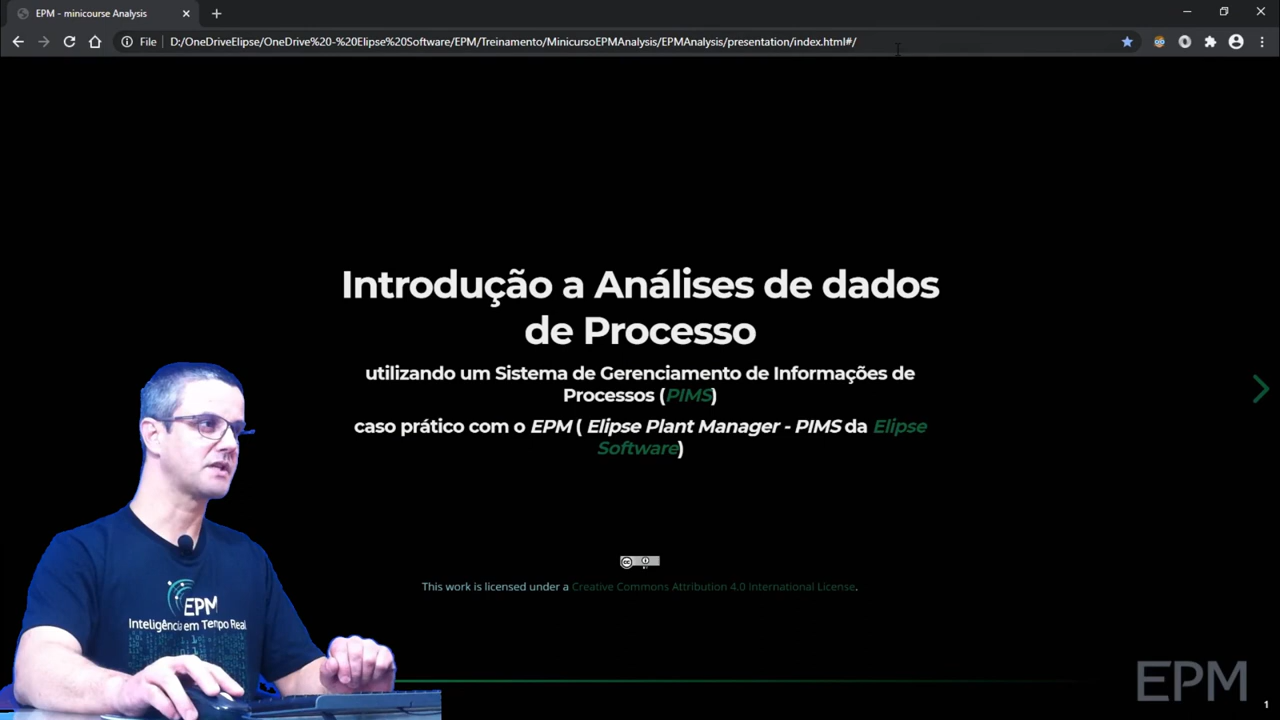 EPM - minicourse Analysis
File
D:/OneDriveElipse/OneDrive%20-%20Elipse%20Software/EPM/Treinamento/MinicursoEPMAnalysis/EPMAnalysis/presentation/index.html#/
Introdução a Análises de dados
de Processo
utilizando um Sistema de Gerenciamento de Informações de
Processos (PIMS)
caso prático com o EPM ( Elipse Plant Manager - PIMS da Elipse
Software)
This work is licensed under a Creative Commons Attribution 4.0 International License.
EPM
Inteligência em Tempo Real
EPM
1